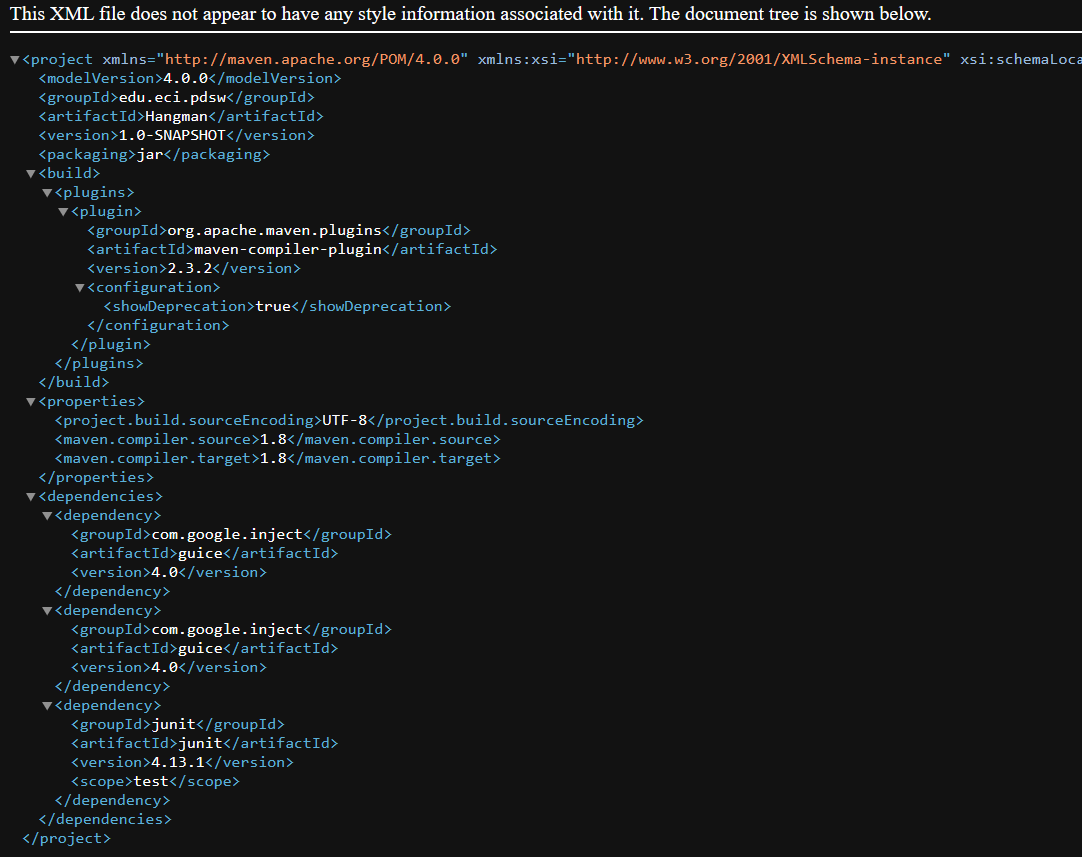 This XML file does not appear to have any style information associated with it. The document tree is shown below.
▼<project xmlns="http://maven.apache.org/POM/4.0.0" xmlns:xsi="http://www.w3.org/2001/XMLSchema-instance" xsi:schemaLoca
<modelVersion>4.0.0</modelVersion>
<groupId>edu.eci.pdsw</groupId>
<artifactId>Hangman</artifactId>
<version>1.0-SNAPSHOT</version>
<packaging>jar</packaging>
▼<build>
▼<plugins>
▼<plugin>
<groupId>org.apache.maven.plugins</groupId>
<artifactId>maven-compiler-plugin</artifactId>
<version>2.3.2</version>
▼<configuration>
<showDeprecation>true</showDeprecation>
</configuration>
</plugin>
</plugins>
</build>
▼<properties>
<project.build.sourceEncoding>UTF-8</project.build.sourceEncoding>
<maven.compiler.source>1.8</maven.compiler.source>
<maven.compiler.target>1.8</maven.compiler.target>
</properties>
▼<dependencies>
▼<dependency>
<groupId>com.google.inject</groupId>
<artifactId>guice</artifactId>
<version>4.0</version>
</dependency>
▼<dependency>
<groupId>com.google.inject</groupId>
<artifactId>guice</artifactId>
<version>4.0</version>
</dependency>
▼<dependency>
<groupId>junit</groupId>
<artifactId>junit</artifactId>
<version>4.13.1</version>
<scope>test</scope>
</dependency>
</dependencies>
</project>